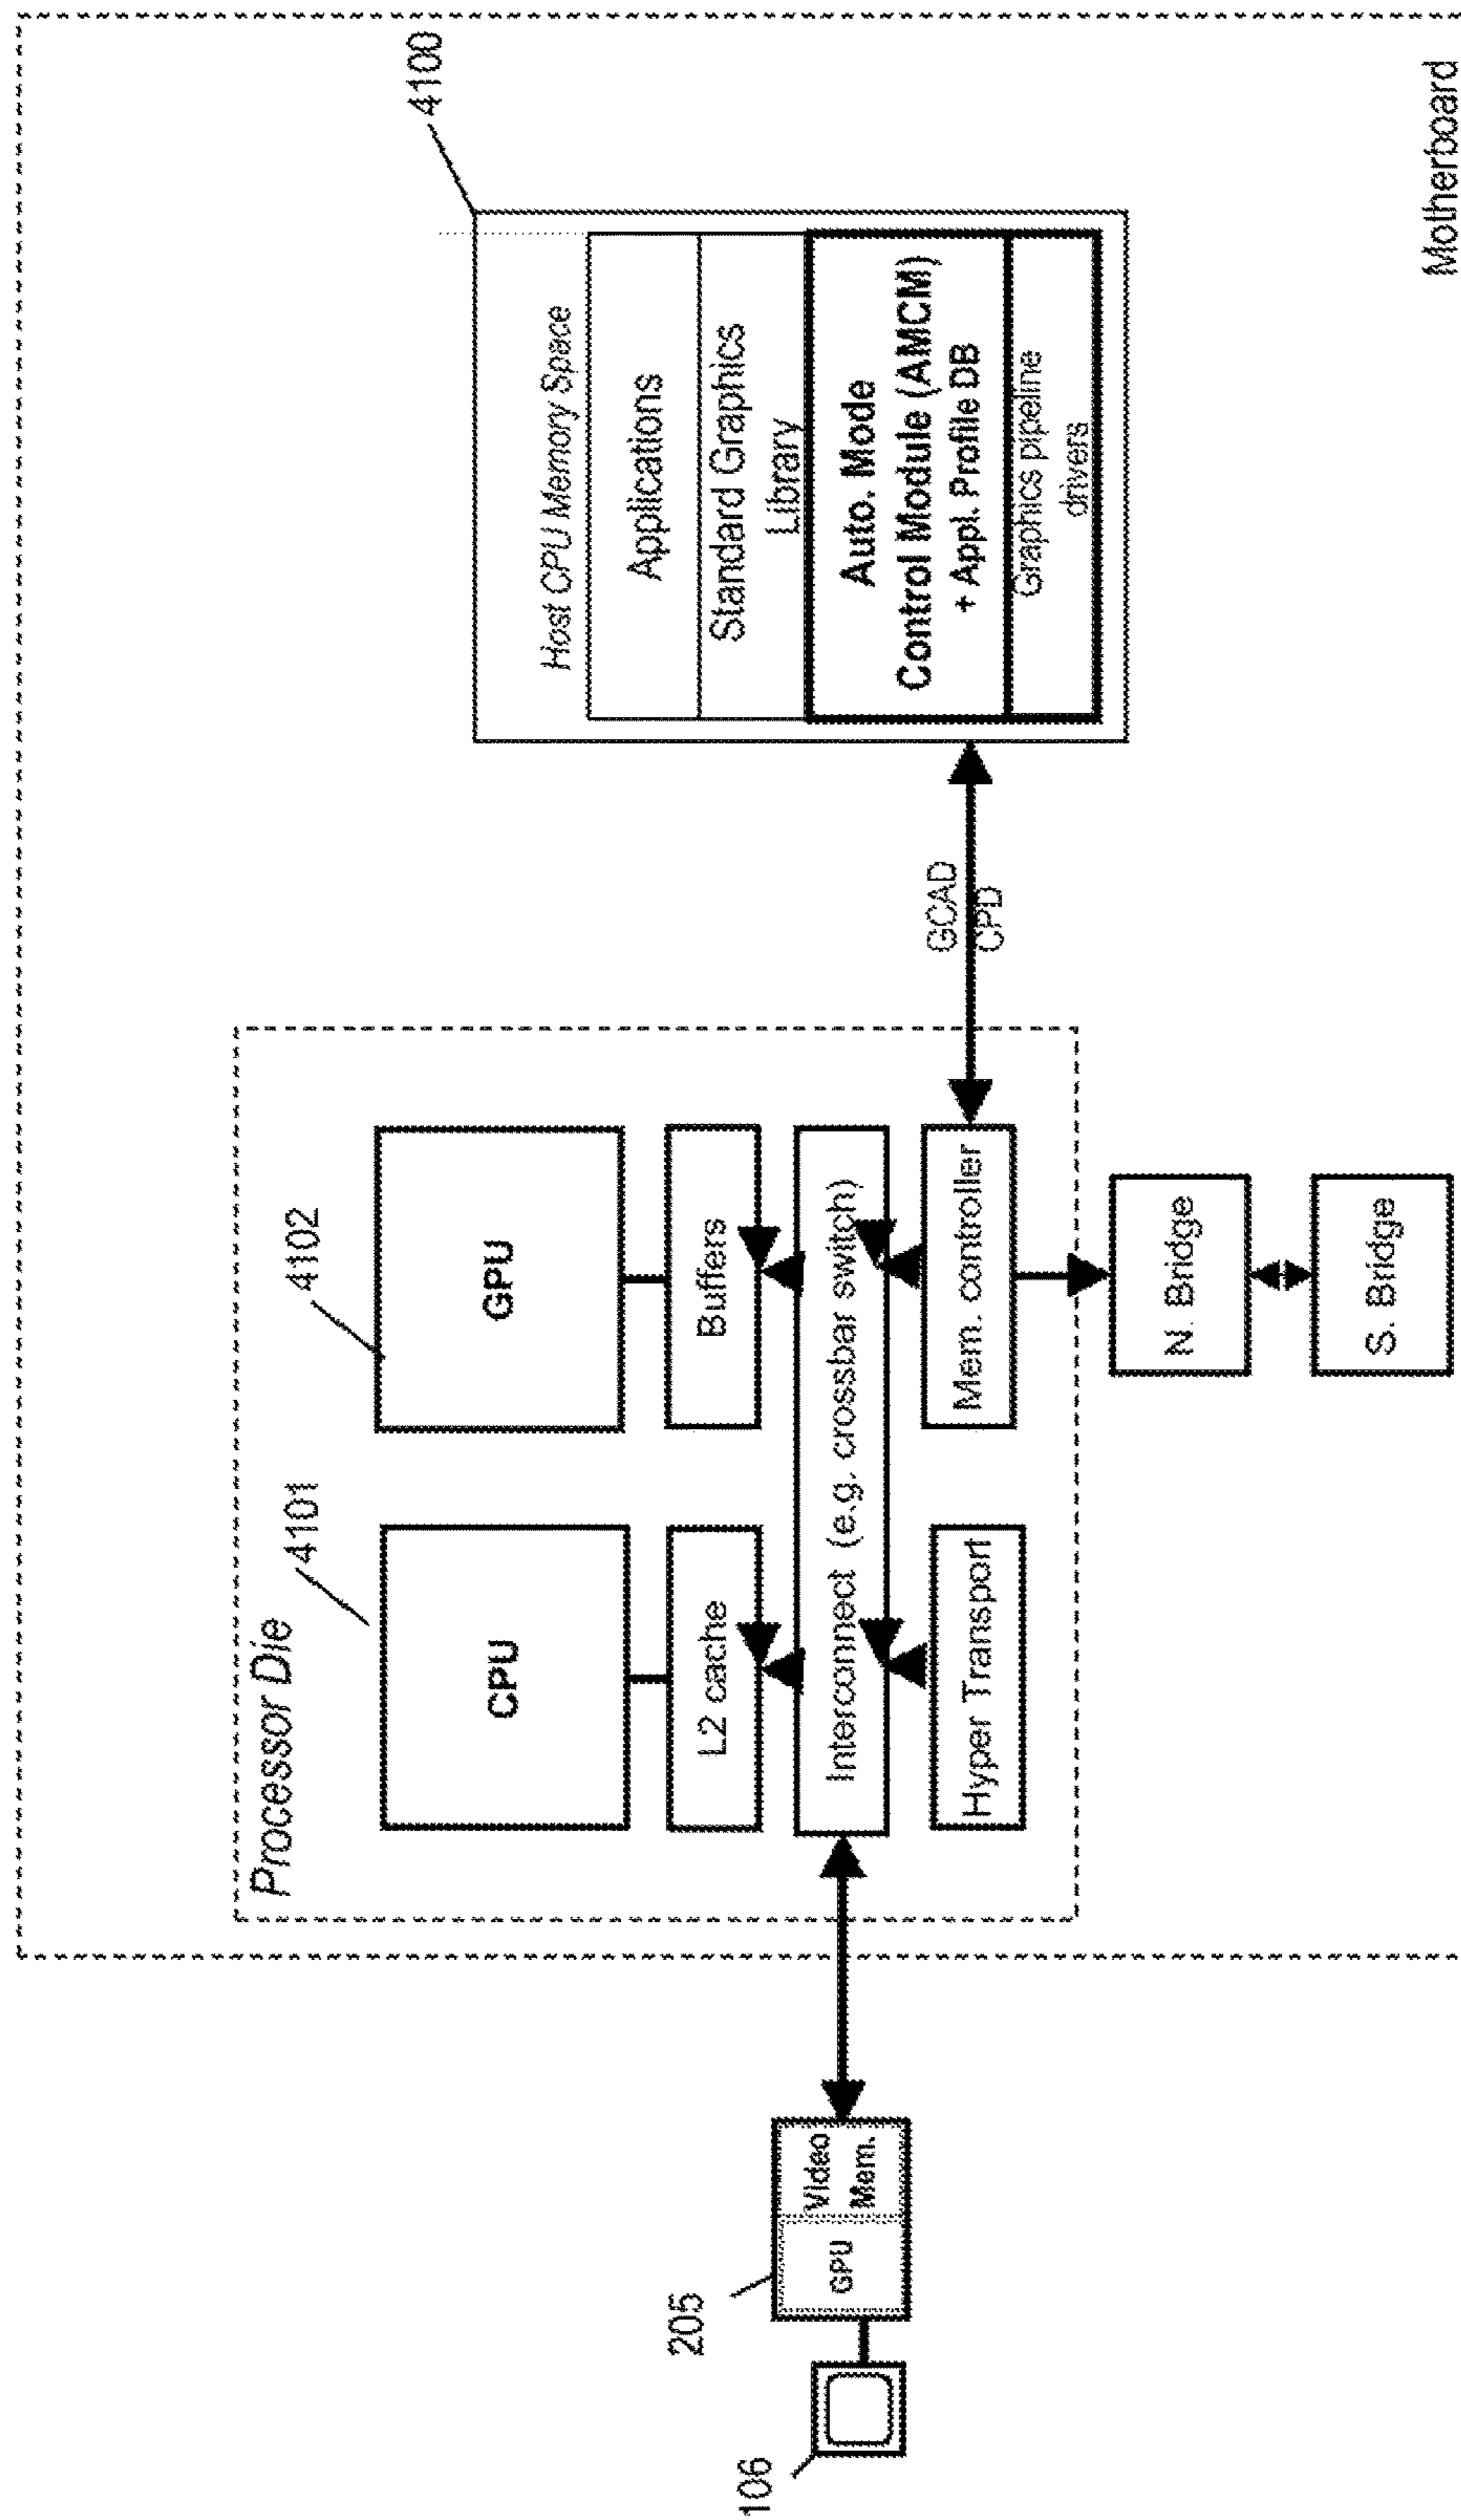 4100
Host CPU Memory Space
Applications
Standard Graphics
Library
Auto. Mode
Control Module (AMCM)
+ Appl. Profile DB
Graphics pipeline
drivers
Motherboard
GCAD
CPD
Processor Die
4101
4102
CPU
GPU
L2 cache
Buffers
Interconnect (e.g. crossbar switch)
Hyper Transport
Mem. controller
N. Bridge
S. Bridge
205
GPU
Video
Mem.
106